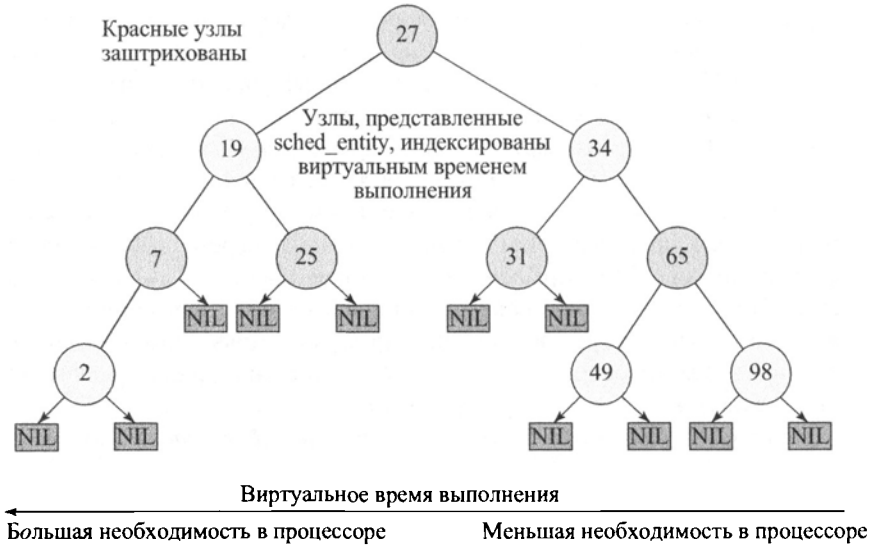 Красные узлы
заштрихованы
27
Узлы, представленные
sched_entity, индексированы
виртуальным временем
выполнения
19
34
7
25
31
65
NIL
NIL
NIL
NIL
NIL
2
49
98
NIL
NIL
NIL
NIL
NIL
NIL
Виртуальное время выполнения
Большая необходимость в процессоре
Меньшая необходимость в процессоре